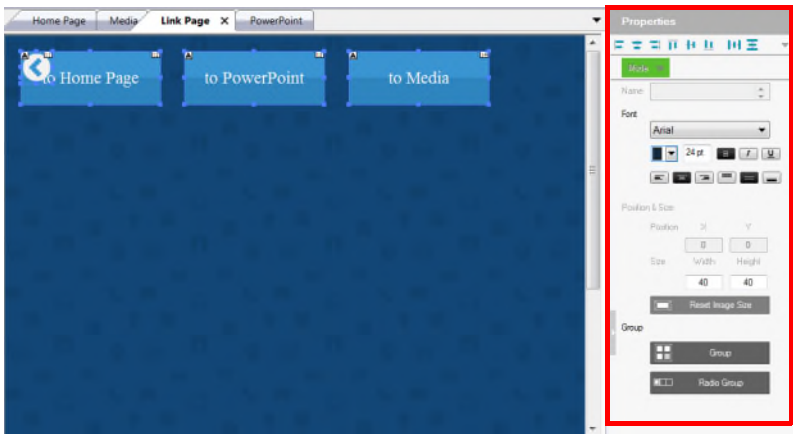 Home Page Media Link Page X PowerPoint
to Home Page to PowerPoint to Media
Properties
Name
Font
Arial
24 pt B I U
Position & Size
Position X Y
0 0
Size Width Height
40 40
Reset Image Size
Group
Group
Radio Group